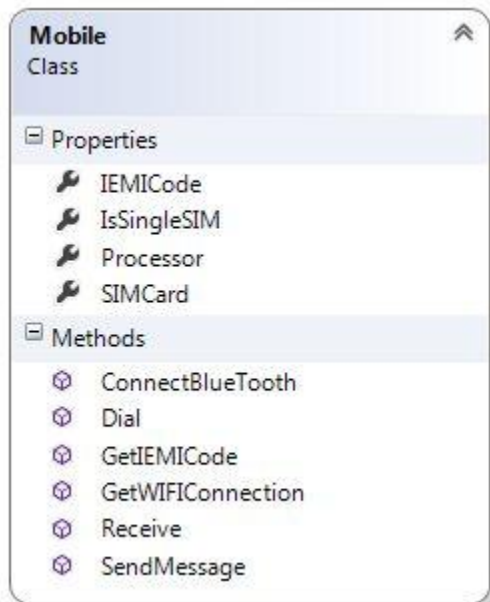 Mobile
Class
Properties
IEMICode
IsSingleSIM
Processor
SIMCard
Methods
ConnectBlueTooth
Dial
GetIEMICode
GetWIFIConnection
Receive
SendMessage